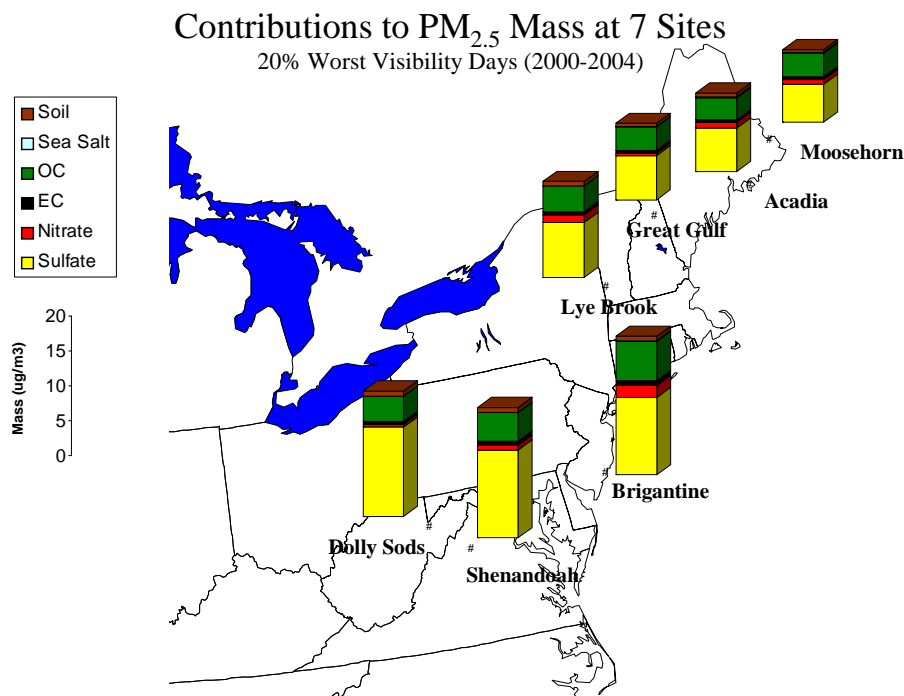 Contributions to PM2.5 Mass at 7 Sites
20% Worst Visibility Days (2000-2004)
Soil
Sea Salt
OC
EC
Nitrate
Sulfate
Moosehorn
#
Acadia
#
Great Gulf
#
Lye Brook
#
Mass (ug/m3)
20
15
10
5
0
Brigantine
#
Dolly Sods
#
Shenandoah
#